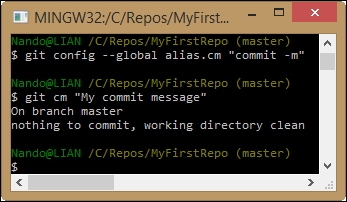 MINGW32:/C/Repos/MyFirst...
Nando@LIAN /C/Repos/MyFirstRepo (master)
$ git config --global alias.cm "commit -m"
Nando@LIAN /C/Repos/MyFirstRepo (master)
$ git cm "My commit message"
On branch master
nothing to commit, working directory clean
Nando@LIAN /C/Repos/MyFirstRepo (master)
$